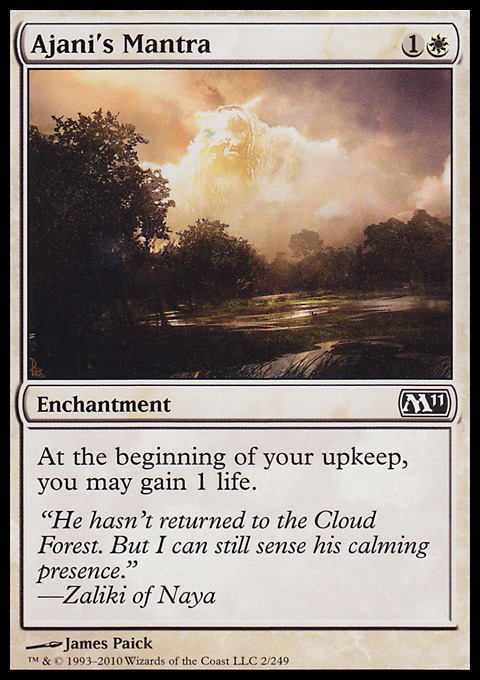 Ajani's Mantra 1
Enchantment M11
At the beginning of your upkeep,
you may gain 1 life.
"He hasn't returned to the Cloud
Forest. But I can still sense his calming
presence."
—Zaliki of Naya
James Paick
™ & © 1993–2010 Wizards of the Coast LLC 2/249